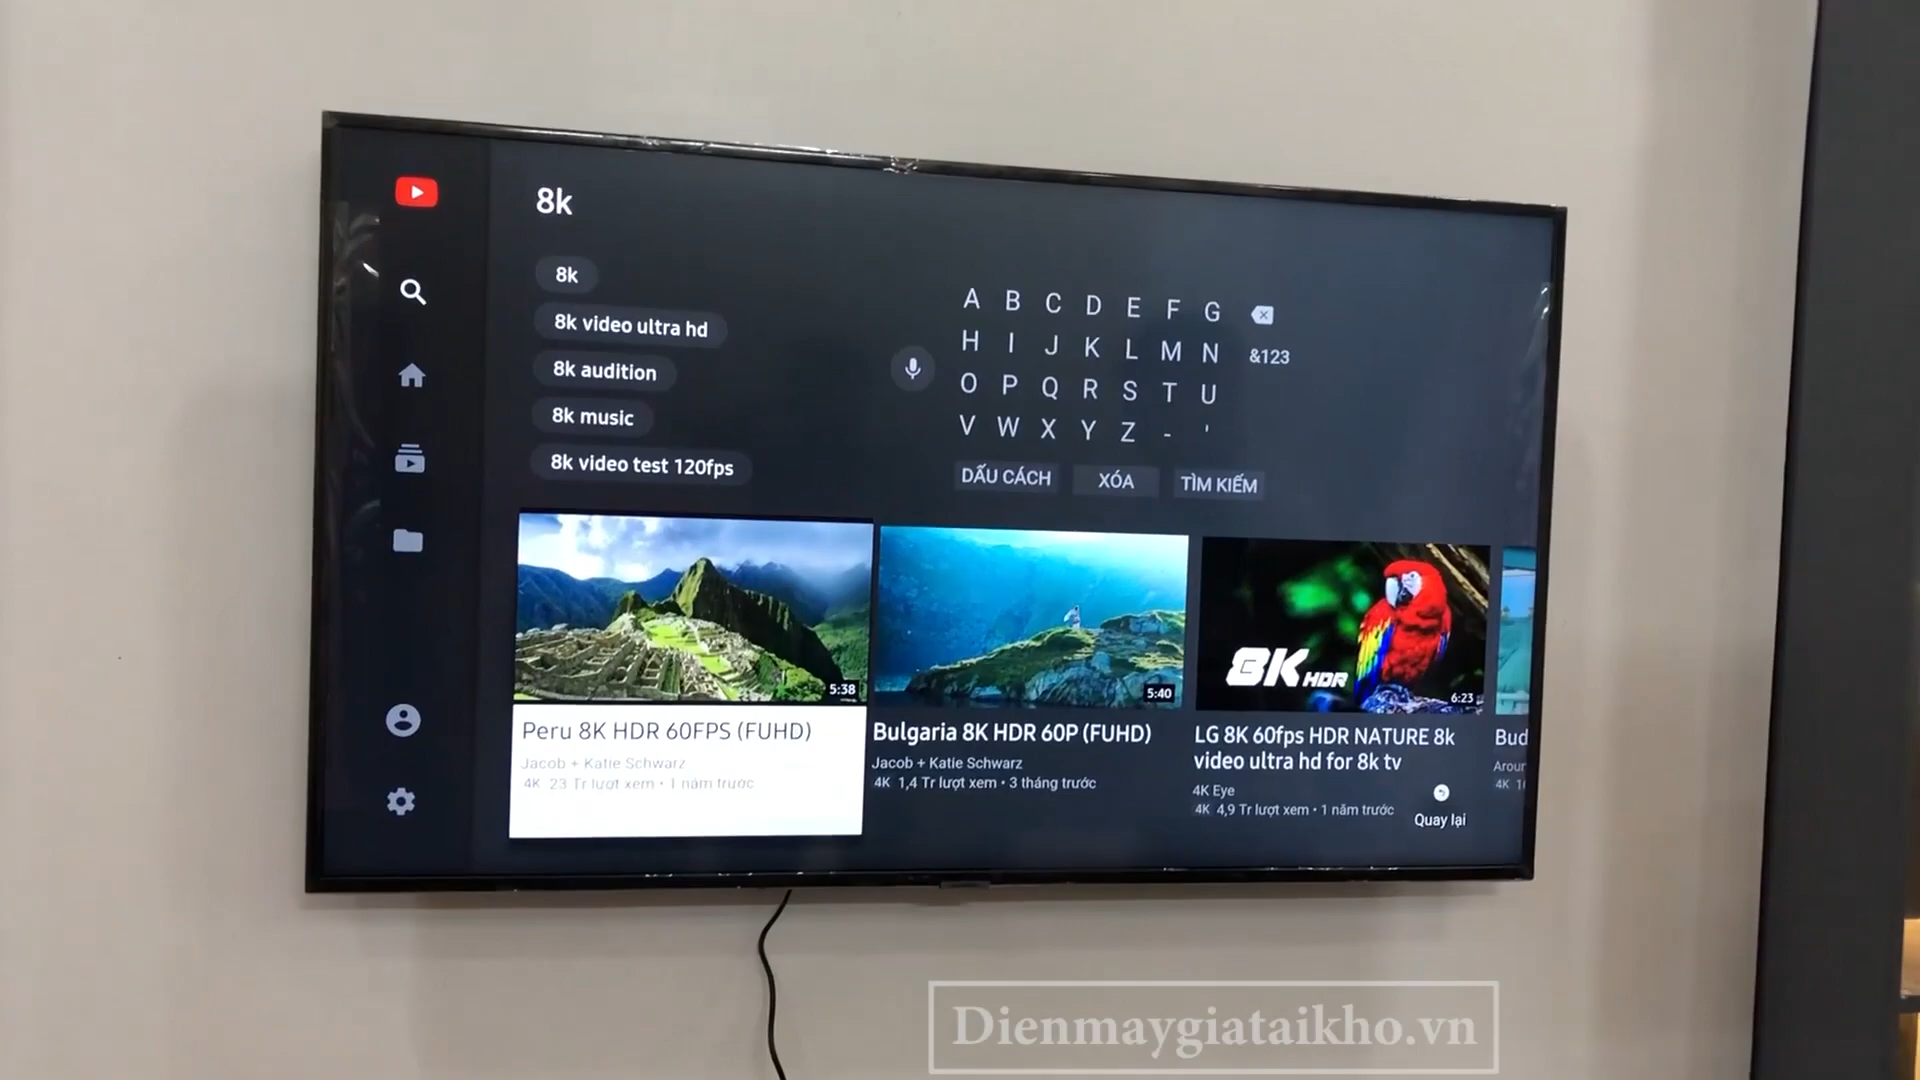 8k
8k
8k video ultra hd
8k audition
8k music
8k video test 120fps
A B C D E F G
H I J K L M N &123
O P Q R S T U
V W X Y Z - '
DẤU CÁCH XÓA TÌM KIẾM
5:38
Peru 8K HDR 60FPS (FUHD)
Jacob + Katie Schwarz
4K 23 Tr lượt xem • 1 năm trước
5:40
Bulgaria 8K HDR 60P (FUHD)
Jacob + Katie Schwarz
4K 1,4 Tr lượt xem • 3 tháng trước
8K HDR
6:23
LG 8K 60fps HDR NATURE 8k
video ultra hd for 8k tv
4K Eye
4K 4,9 Tr lượt xem • 1 năm trước
Bud
Aroun
4K
Quay lại
Dienmaygiataikho.vn